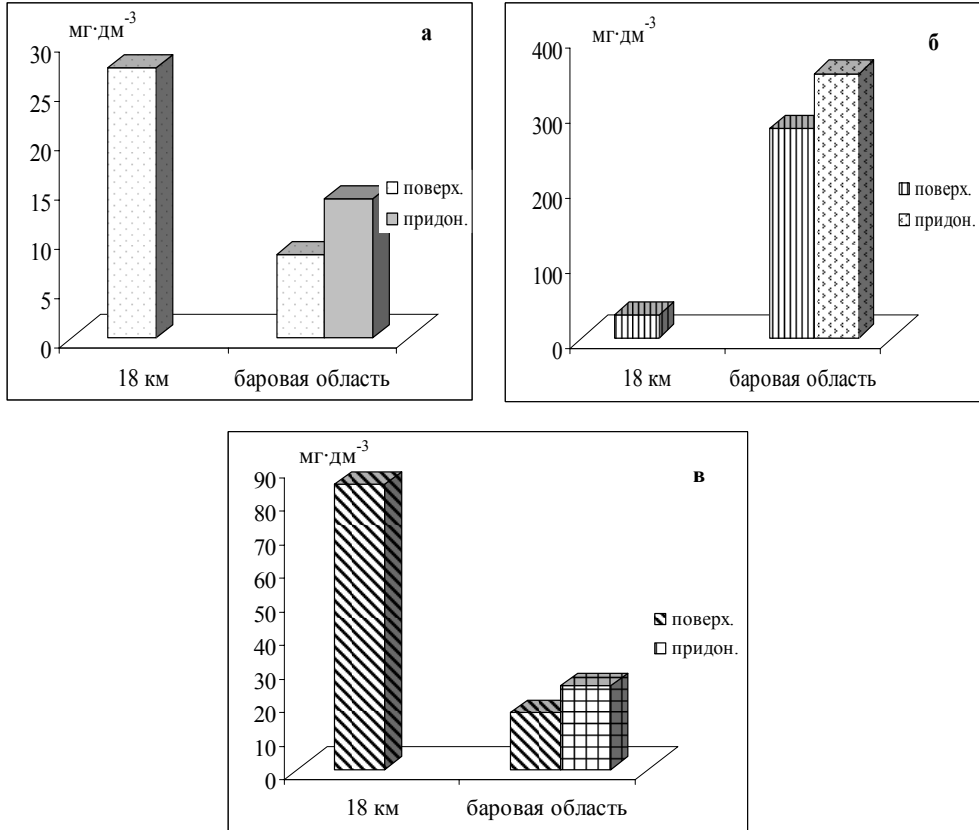 мг·дм-3
а
30
25
20
15
10
5
0
поверх.
придон.
18 км баровая область
мг·дм-3
б
400
300
200
100
0
поверх.
придон.
18 км баровая область
мг·дм-3
в
90
80
70
60
50
40
30
20
10
0
поверх.
придон.
18 км баровая область